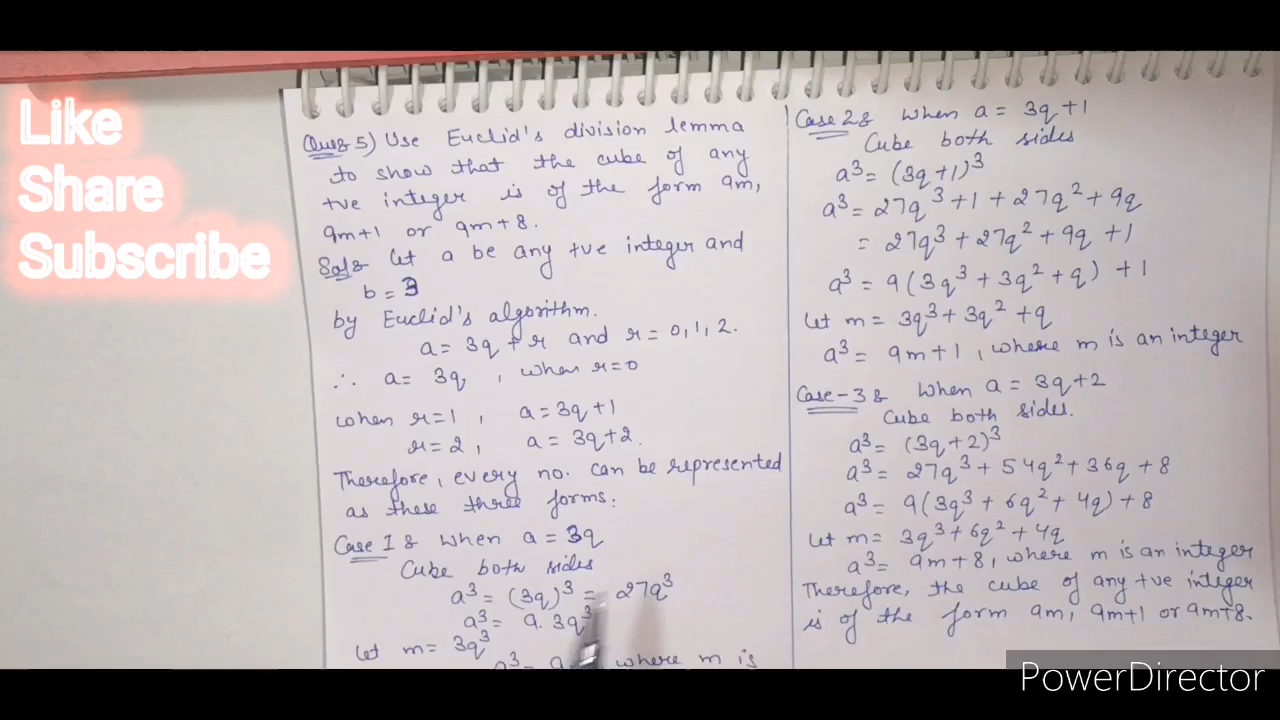 Like
Share
Subscribe
Ques 5) Use Euclid's division lemma
to show that the cube of any
+ve integer is of the form 9m,
9m+1 or 9m+8.
Sol: Let a be any +ve integer and
b = 3
by Euclid's algorithm.
a = 3q + r and r = 0, 1, 2.
∴ a = 3q , when r=0
when r=1 , a = 3q+1
r=2 , a = 3q+2.
Therefore, every no. can be represented
as these three forms.
Case 1: When a = 3q
Cube both sides
a³ = (3q)³ = 27q³
a³ = 9. 3q³
Let m = 3q³
a³ = 9 where m is
Case 2: When a = 3q +1
Cube both sides
a³ = (3q+1)³
a³ = 27q³ +1 + 27q² + 9q
= 27q³ + 27q² + 9q +1
a³ = 9(3q³ + 3q² + q) + 1
Let m = 3q³ + 3q² + q
a³ = 9m+1 , where m is an integer
Case-3: When a = 3q+2
Cube both sides.
a³ = (3q+2)³
a³ = 27q³ + 54q² + 36q + 8
a³ = 9(3q³ + 6q² + 4q) + 8
Let m = 3q³ + 6q² + 4q
a³ = 9m+8, where m is an integer
Therefore, the cube of any +ve integer
is of the form 9m, 9m+1 or 9m+8.
PowerDirector